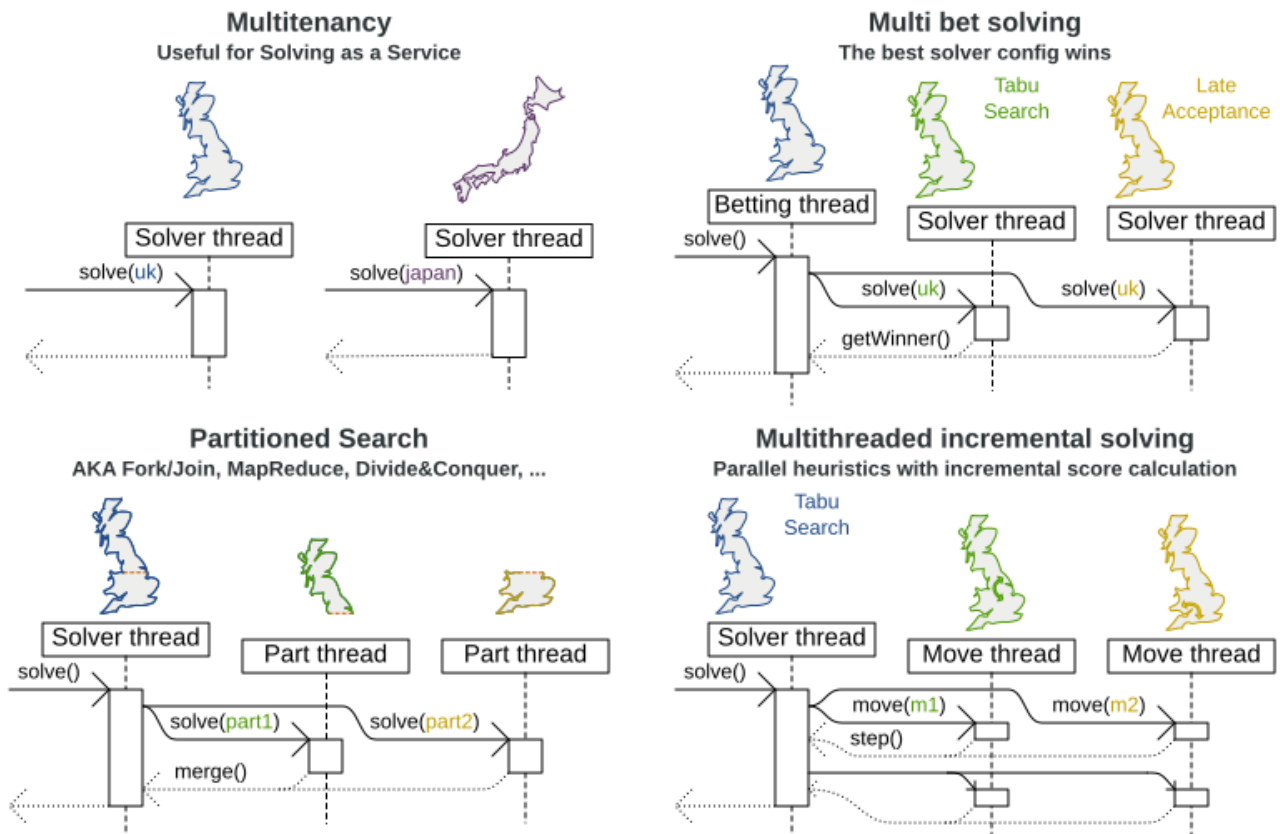 Multitenancy
Useful for Solving as a Service
Solver thread
Solver thread
solve(uk)
solve(japan)
Multi bet solving
The best solver config wins
Tabu
Search
Late
Acceptance
Betting thread
Solver thread
Solver thread
solve()
solve(uk)
solve(uk)
getWinner()
Partitioned Search
AKA Fork/Join, MapReduce, Divide&Conquer, ...
Solver thread
Part thread
Part thread
solve()
solve(part1)
solve(part2)
merge()
Multithreaded incremental solving
Parallel heuristics with incremental score calculation
Tabu
Search
Solver thread
Move thread
Move thread
solve()
move(m1)
move(m2)
step()